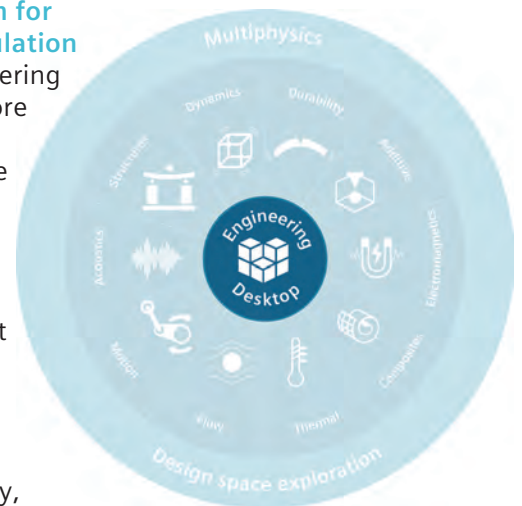 n for
ulation
ering
ore
e
t
y,
Multiphysics
Dynamics
Durability
Structures
Additive
Acoustics
Electromagnetics
Engineering
Desktop
Motion
Composites
Flow
Thermal
Design space exploration